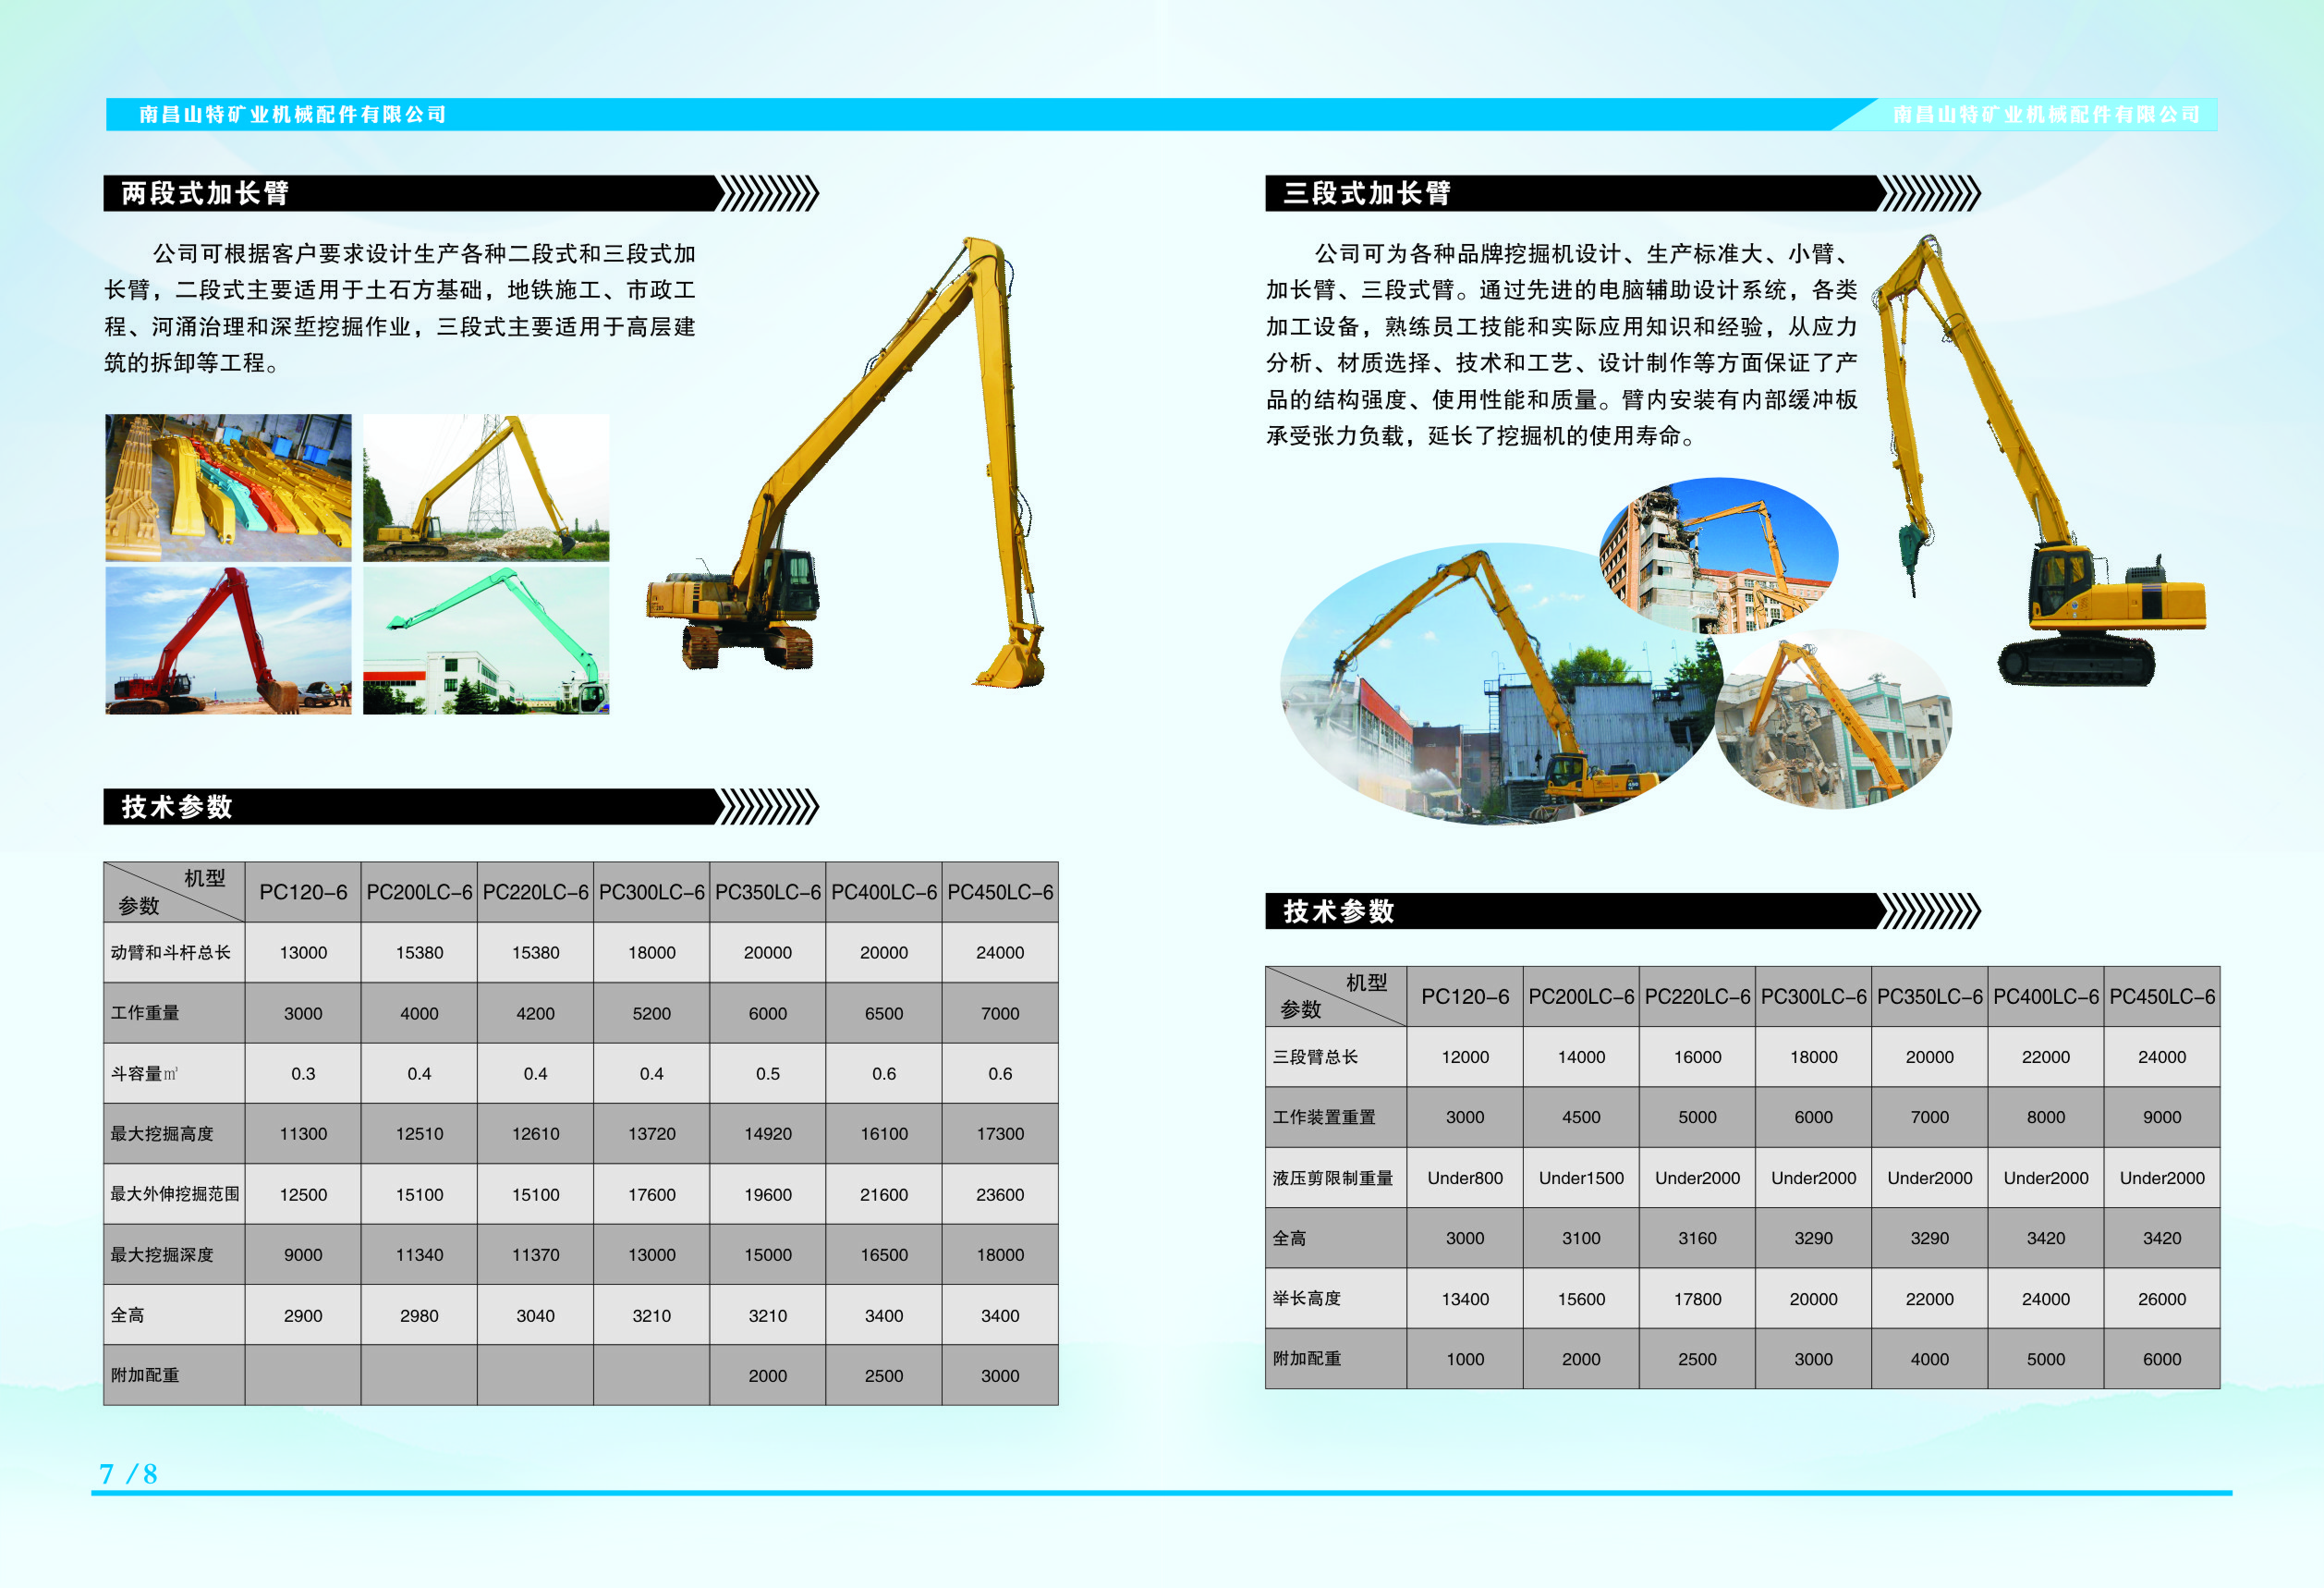 南昌山特矿业机械配件有限公司
南昌山特矿业机械配件有限公司
两段式加长臂
公司可根据客户要求设计生产各种二段式和三段式加
长臂，二段式主要适用于土石方基础，地铁施工、市政工
程、河涌治理和深堑挖掘作业，三段式主要适用于高层建
筑的拆卸等工程。
技术参数
机型 参数 PC120-6 PC200LC-6 PC220LC-6 PC300LC-6 PC350LC-6 PC400LC-6 PC450LC-6
动臂和斗杆总长 13000 15380 15380 18000 20000 20000 24000
工作重量 3000 4000 4200 5200 6000 6500 7000
斗容量㎥ 0.3 0.4 0.4 0.4 0.5 0.6 0.6
最大挖掘高度 11300 12510 12610 13720 14920 16100 17300
最大外伸挖掘范围 12500 15100 15100 17600 19600 21600 23600
最大挖掘深度 9000 11340 11370 13000 15000 16500 18000
全高 2900 2980 3040 3210 3210 3400 3400
附加配重 2000 2500 3000
7 /8
三段式加长臂
公司可为各种品牌挖掘机设计、生产标准大、小臂、
加长臂、三段式臂。通过先进的电脑辅助设计系统，各类
加工设备，熟练员工技能和实际应用知识和经验，从应力
分析、材质选择、技术和工艺、设计制作等方面保证了产
品的结构强度、使用性能和质量。臂内安装有内部缓冲板
承受张力负载，延长了挖掘机的使用寿命。
技术参数
机型 参数 PC120-6 PC200LC-6 PC220LC-6 PC300LC-6 PC350LC-6 PC400LC-6 PC450LC-6
三段臂总长 12000 14000 16000 18000 20000 22000 24000
工作装置重置 3000 4500 5000 6000 7000 8000 9000
液压剪限制重量 Under800 Under1500 Under2000 Under2000 Under2000 Under2000 Under2000
全高 3000 3100 3160 3290 3290 3420 3420
举长高度 13400 15600 17800 20000 22000 24000 26000
附加配重 1000 2000 2500 3000 4000 5000 6000